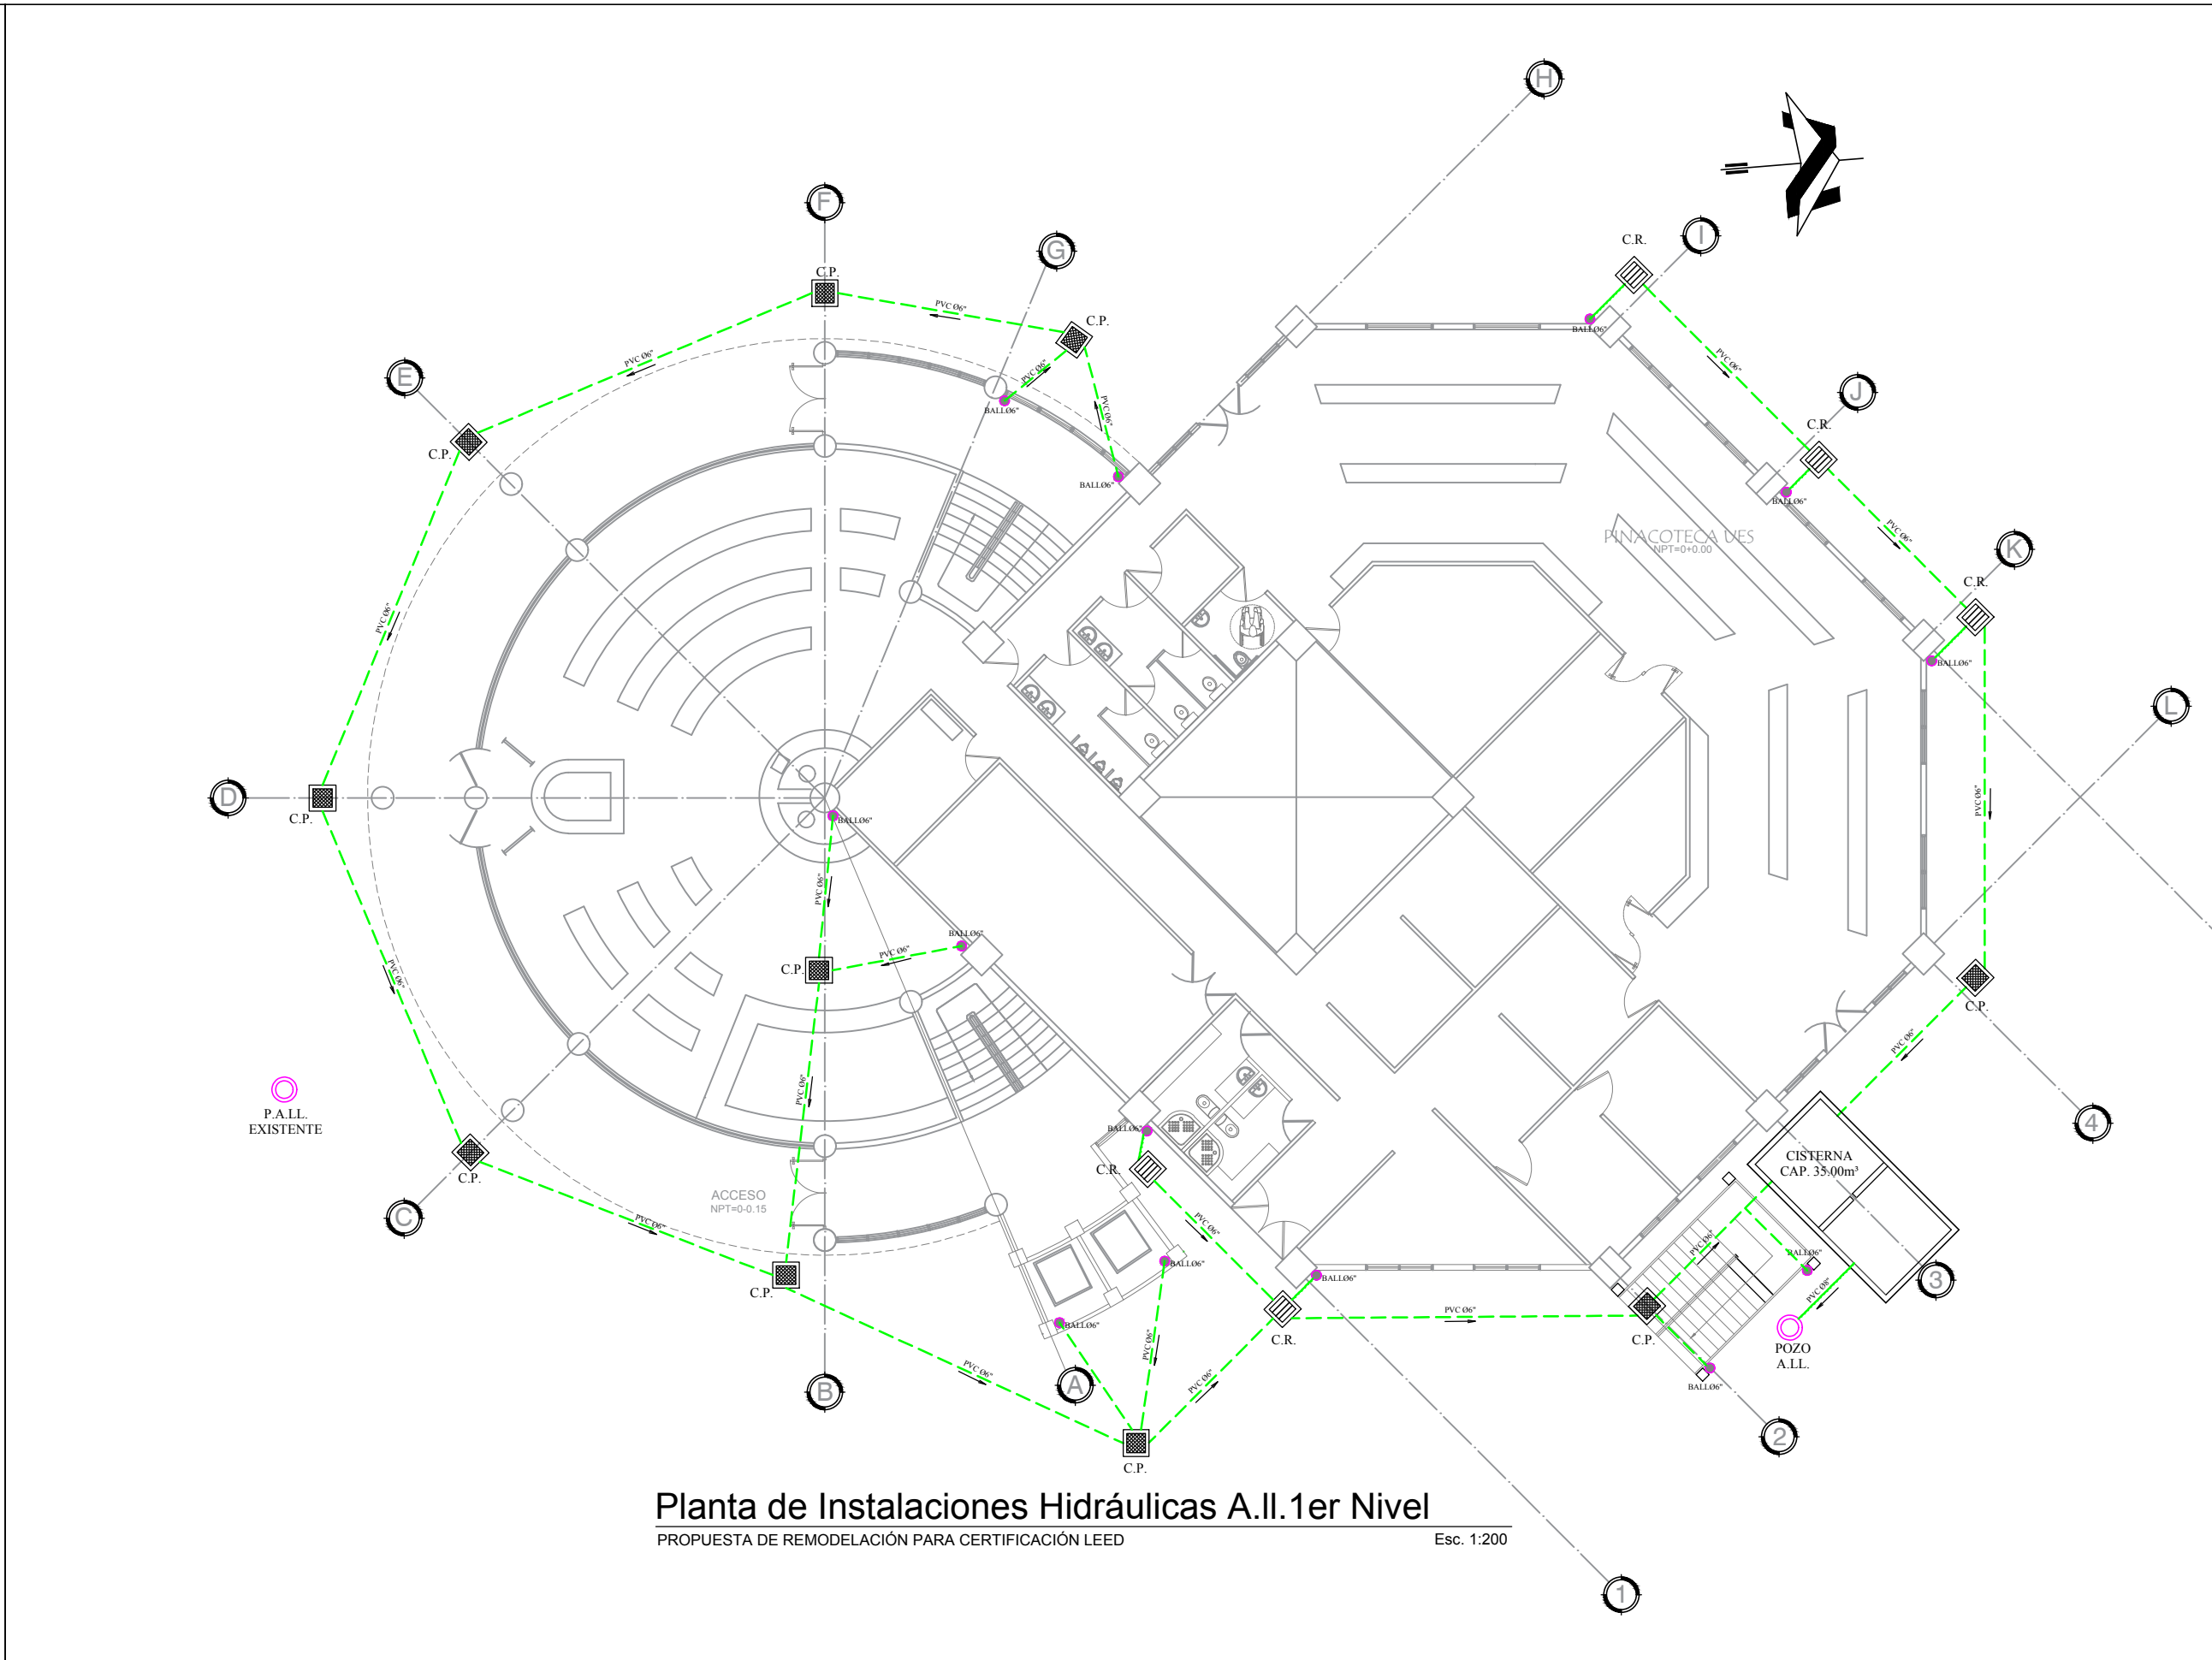 H
I
C.R.
F
G
C.P.
PVC Ø6"
C.P.
BALLØ6"
PVC Ø6"
PVC Ø6"
E
PVC Ø6"
J
BALLØ6"
PVC Ø6"
C.R.
C.P.
BALLØ6"
BALLØ6"
PINACOTECA UES
NPT=0+0.00
PVC Ø6"
K
C.R.
PVC Ø6"
BALLØ6"
L
D
C.P.
BALLØ6"
PVC Ø6"
PVC Ø6"
BALLØ6"
PVC Ø6"
C.P.
PVC Ø6"
C.P.
PVC Ø6"
PVC Ø6"
4
P.A.LL.
EXISTENTE
BALLØ6"
C.R.
C.P.
CISTERNA
CAP. 35.00m³
ACCESO
NPT=0-0.15
C
PVC Ø6"
PVC Ø6"
PVC Ø6"
BALLØ6"
BALLØ6"
BALLØ6"
3
C.P.
PVC Ø8"
BALLØ6"
PVC Ø6"
PVC Ø6"
C.R.
C.P.
POZO
A.LL.
PVC Ø6"
PVC Ø6"
BALLØ6"
B
A
2
C.P.
Planta de Instalaciones Hidráulicas A.ll.1er Nivel
PROPUESTA DE REMODELACIÓN PARA CERTIFICACIÓN LEED
Esc. 1:200
1